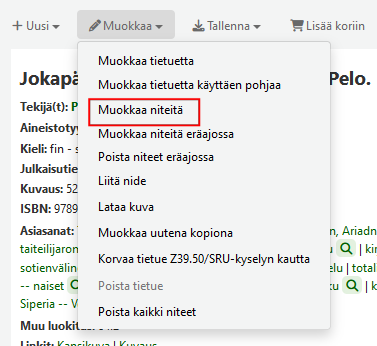 + Uusi Muokkaa Tallenna Lisää koriin
Muokkaa tietuetta
Muokkaa tietuetta käyttäen pohjaa
Muokkaa niteitä
Muokkaa niteitä eräajossa
Poista niteet eräajossa
Liitä nide
Lataa kuva
Muokkaa uutena kopiona
Korvaa tietue Z39.50/SRU-kyselyn kautta
Poista tietue
Poista kaikki niteet
Jokapä Pelo.
Tekijä(t): P
Aineistotyy
Kieli: fin - s
Julkaisutie
Kuvaus: 52
ISBN: 9789
Asiasanat: , Ariadn
taiteilijaron | kir
sotienvälin elu | total
-- naiset ku
Siperia -- V
Muu luokit
Linkit: Kansikuva | Kuvaus